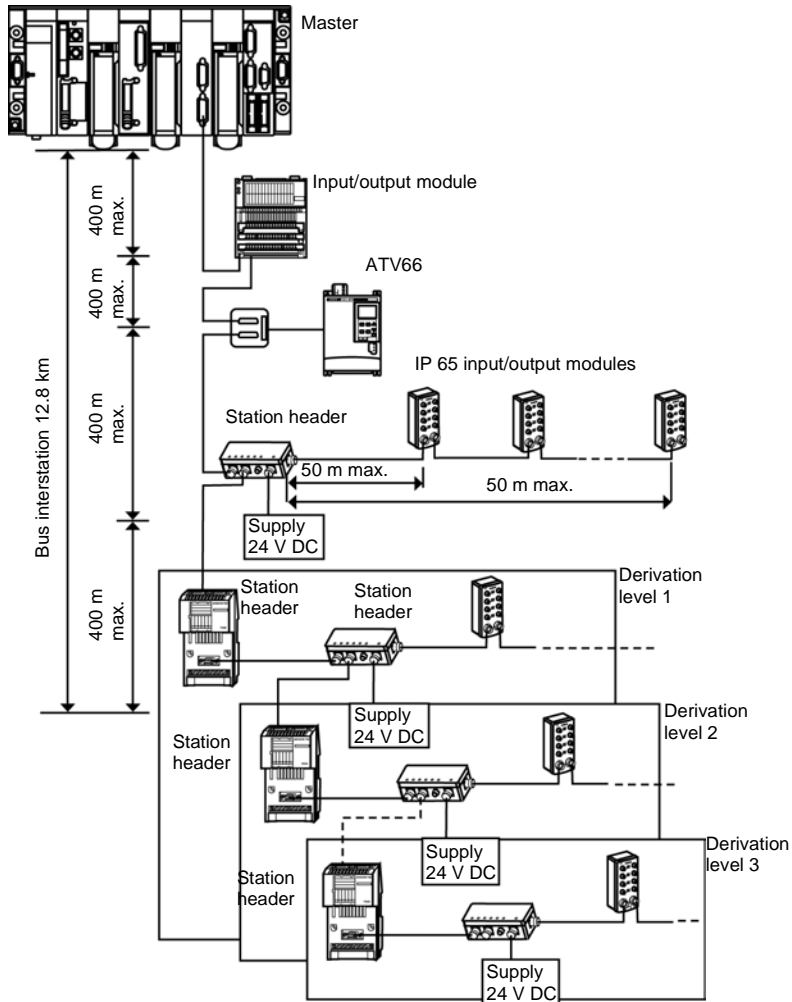 Master
Input/output module
400 m
max.
ATV66
400 m
max.
IP 65 input/output modules
Station header
400 m
max.
50 m max.
50 m max.
Bus interstation 12.8 km
Supply
24 V DC
Derivation
level 1
Station
header
Station
header
400 m
max.
Supply
24 V DC
Derivation
level 2
Station
header
Supply
24 V DC
Derivation
level 3
Station
header
Supply
24 V DC